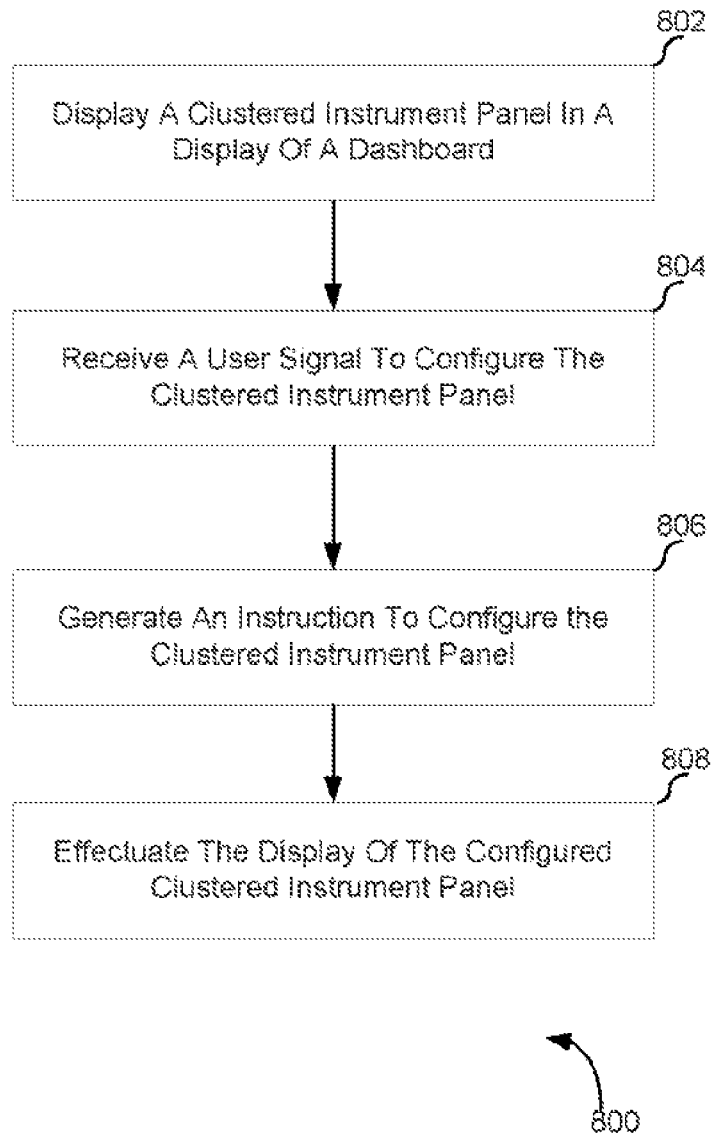 802
Display A Clustered Instrument Panel In A
Display Of A Dashboard
804
Receive A User Signal To Configure The
Clustered Instrument Panel
806
Generate An Instruction To Configure the
Clustered Instrument Panel
808
Effectuate The Display Of The Configured
Clustered Instrument Panel
800